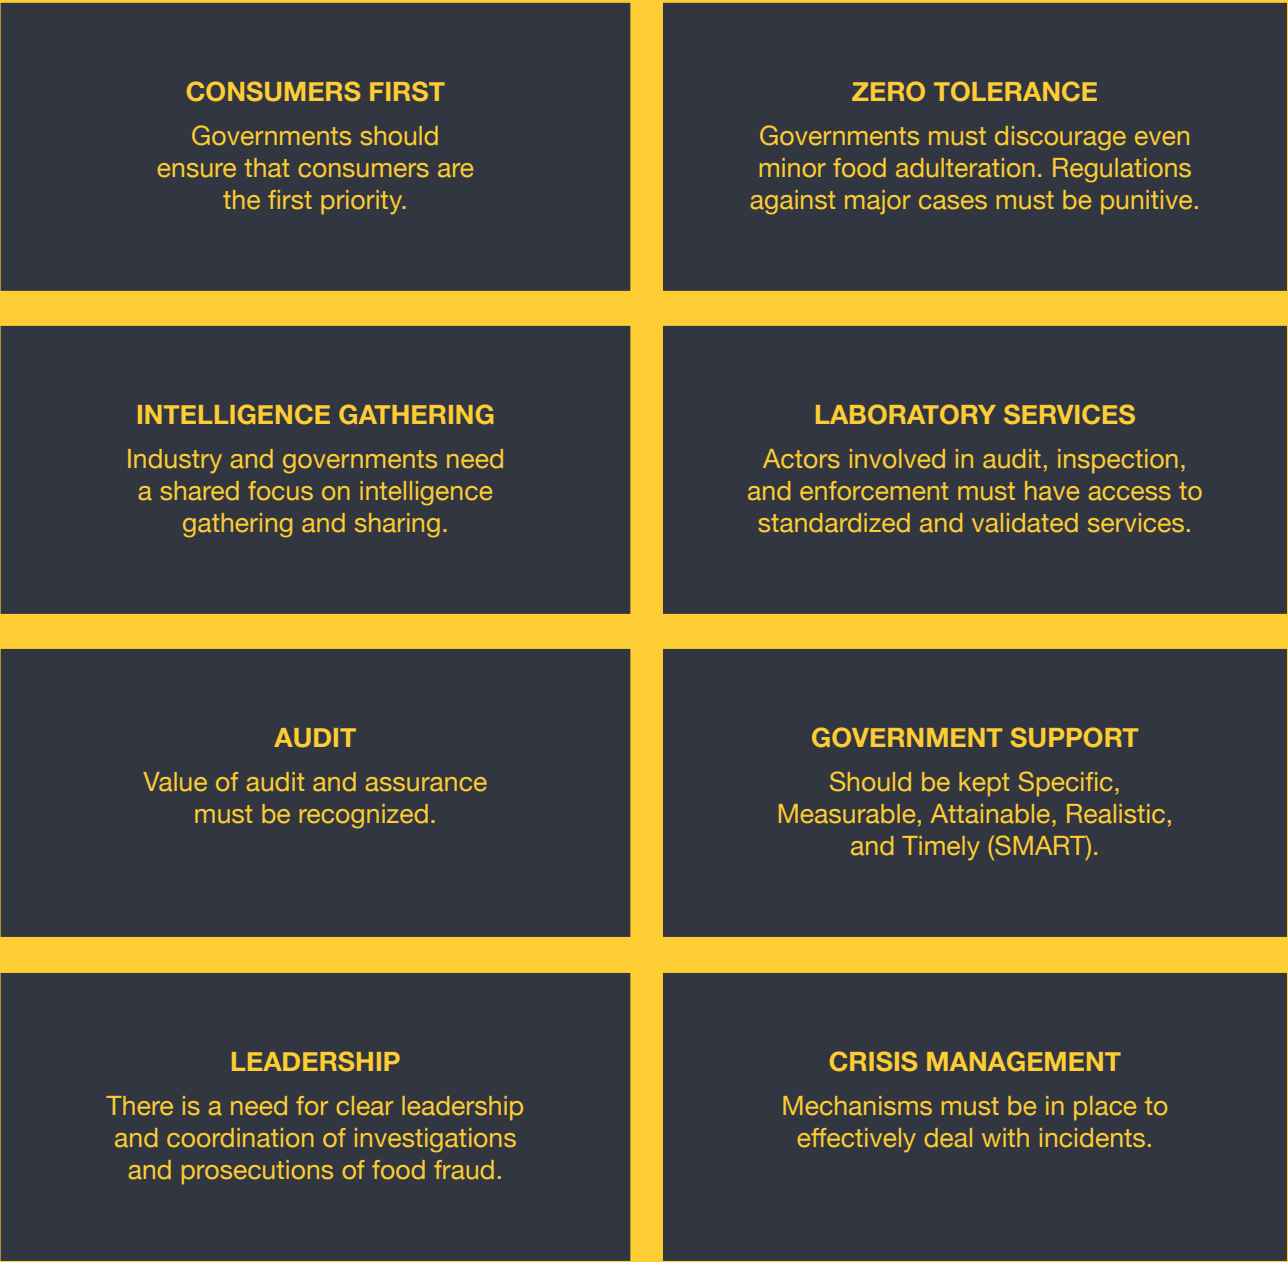 CONSUMERS FIRST
Governments should
ensure that consumers are
the first priority.
ZERO TOLERANCE
Governments must discourage even
minor food adulteration. Regulations
against major cases must be punitive.
INTELLIGENCE GATHERING
Industry and governments need
a shared focus on intelligence
gathering and sharing.
LABORATORY SERVICES
Actors involved in audit, inspection,
and enforcement must have access to
standardized and validated services.
AUDIT
Value of audit and assurance
must be recognized.
GOVERNMENT SUPPORT
Should be kept Specific,
Measurable, Attainable, Realistic,
and Timely (SMART).
LEADERSHIP
There is a need for clear leadership
and coordination of investigations
and prosecutions of food fraud.
CRISIS MANAGEMENT
Mechanisms must be in place to
effectively deal with incidents.